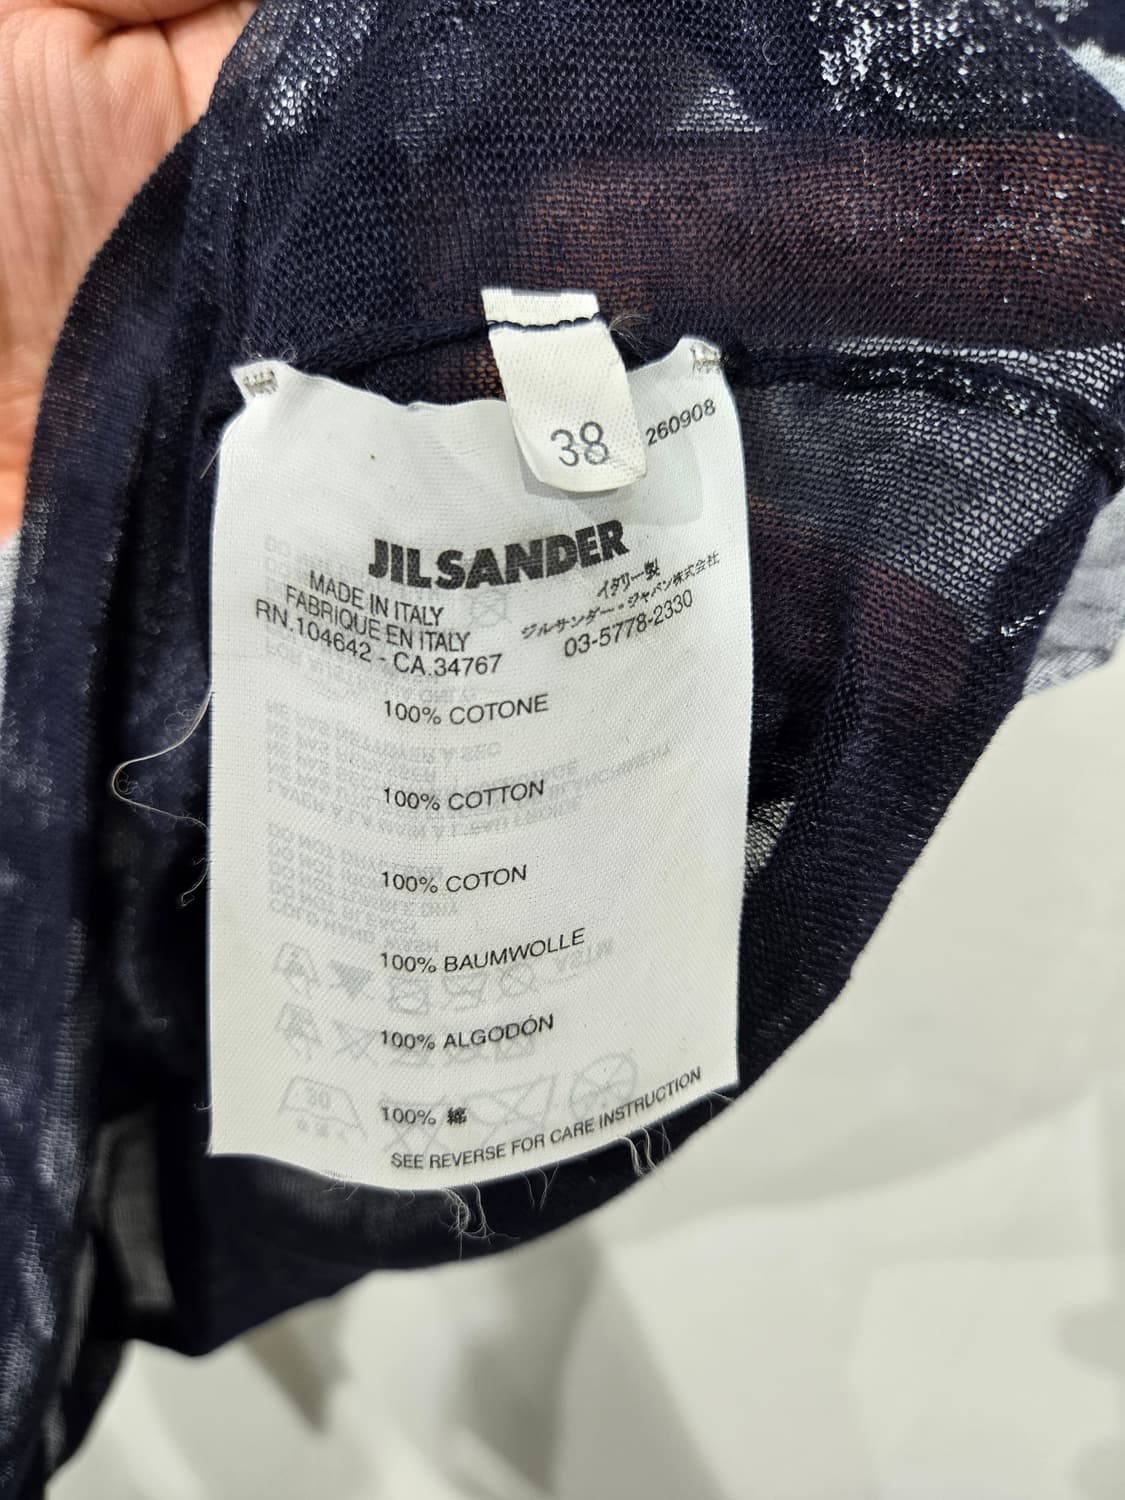 38
260908
JIL SANDER
MADE IN ITALY
FABRIQUE EN ITALY
RN.104642 - CA.34767
イタリー製
ジルサンダー・ジャパン株式会社
03-5778-2330
100% COTONE
100% COTTON
100% COTON
100% BAUMWOLLE
100% ALGODÓN
100% 綿
SEE REVERSE FOR CARE INSTRUCTION